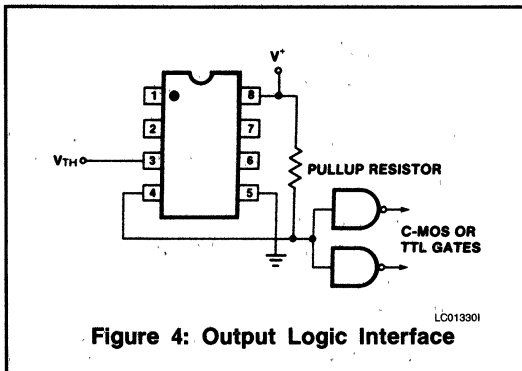 V+
1
8
2
7
VTH
3
6
PULLUP RESISTOR
4
5
C-MOS OR
TTL GATES
LC01330I
Figure 4: Output Logic Interface